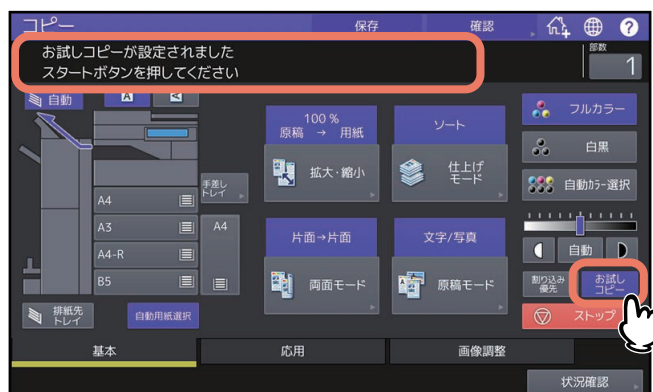 コピー
保存
確認
?
お試しコピーが設定されました
スタートボタンを押してください
部数
1
自動
A
A
100 %
原稿 → 用紙
ソート
フルカラー
拡大・縮小
仕上げ
モード
白黒
手差し
トレイ
自動カラー選択
A4
A3
A4
A4-R
B5
片面→片面
文字/写真
自動
両面モード
原稿モード
割り込み
優先
お試し
コピー
排紙先
トレイ
自動用紙選択
ストップ
基本
応用
画像調整
状況確認